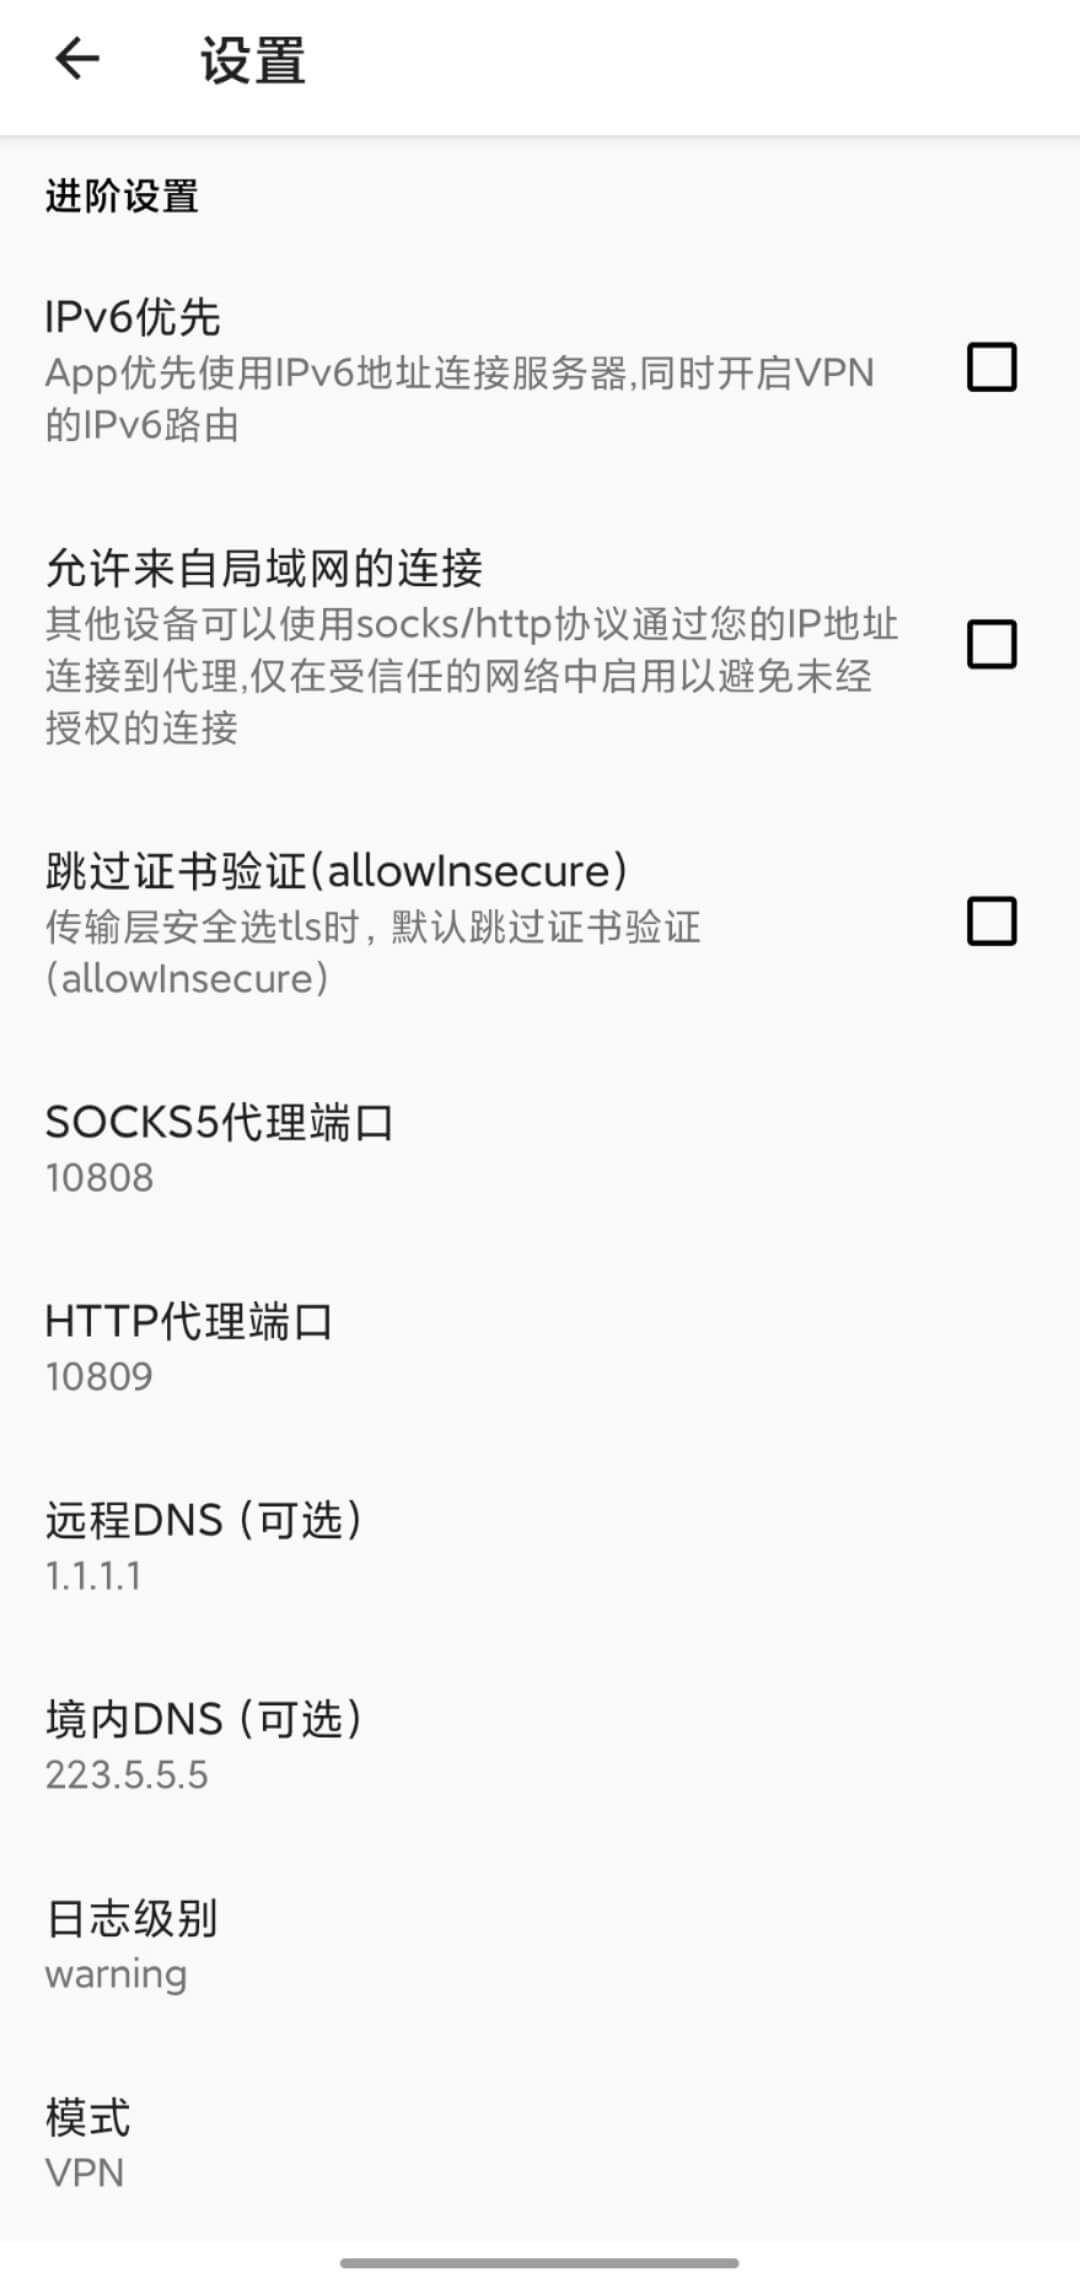 设置
进阶设置
IPv6优先
App优先使用IPv6地址连接服务器,同时开启VPN
的IPv6路由
允许来自局域网的连接
其他设备可以使用socks/http协议通过您的IP地址
连接到代理,仅在受信任的网络中启用以避免未经
授权的连接
跳过证书验证(allowInsecure)
传输层安全选tls时，默认跳过证书验证
(allowInsecure)
SOCKS5代理端口
10808
HTTP代理端口
10809
远程DNS (可选)
1.1.1.1
境内DNS (可选)
223.5.5.5
日志级别
warning
模式
VPN